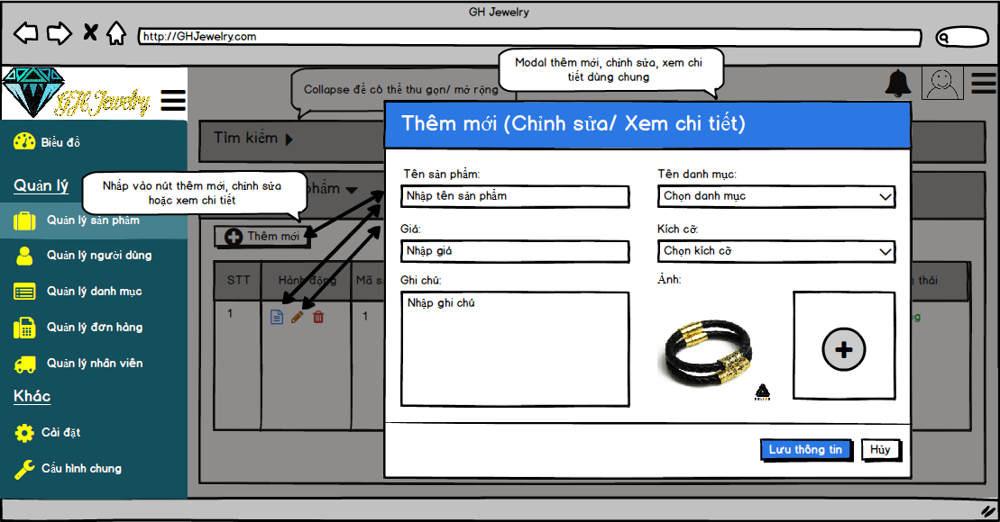 GH Jewelry
http://GHJewelry.com
Modal thêm mới, chỉnh sửa, xem chi
tiết dùng chung
Collapse để có thể thu gọn/ mở rộng
GH Jewelry
Thêm mới (Chỉnh sửa/ Xem chi tiết)
Tìm kiếm
Biểu đồ
Quản lý
Nhấp vào nút thêm mới, chỉnh sửa
hoặc xem chi tiết
phẩm
Quản lý sản phẩm
Quản lý người dùng
Quản lý danh mục
Quản lý đơn hàng
Quản lý nhân viên
Khác
Cài đặt
Cấu hình chung
Thêm mới
STT
Hành động
Mã s
thái
1
1
g
Tên sản phẩm:
Nhập tên sản phẩm
Tên danh mục:
Chọn danh mục
Giá:
Nhập giá
Kích cỡ:
Chọn kích cỡ
Ghi chú:
Nhập ghi chú
Ảnh:
Lưu thông tin
Hủy